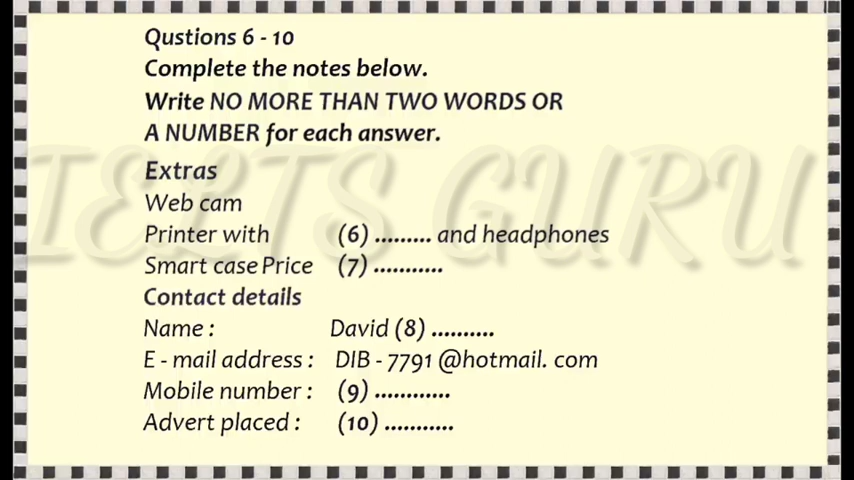 Qustions 6 - 10
Complete the notes below.
Write NO MORE THAN TWO WORDS OR
A NUMBER for each answer.
IELTS GURU
Extras
Web cam
Printer with (6) ......... and headphones
Smart case Price (7) ...........
Contact details
Name : David (8) ..........
E - mail address : DIB - 7791 @hotmail. com
Mobile number : (9) ............
Advert placed : (10) ...........